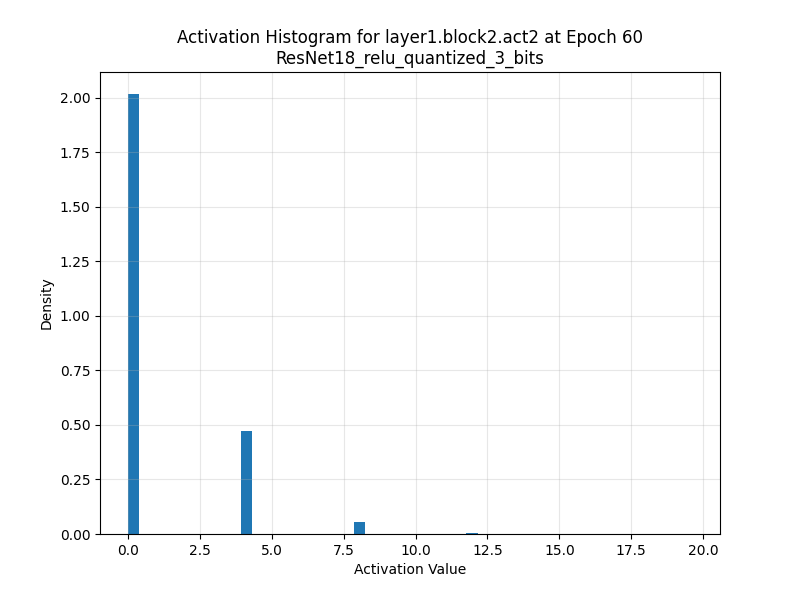 Activation Histogram for layer1.block2.act2 at Epoch 60
ResNet18_relu_quantized_3_bits
2.00
1.75
1.50
1.25
1.00
0.75
0.50
0.25
0.00
Density
0.0 2.5 5.0 7.5 10.0 12.5 15.0 17.5 20.0
Activation Value